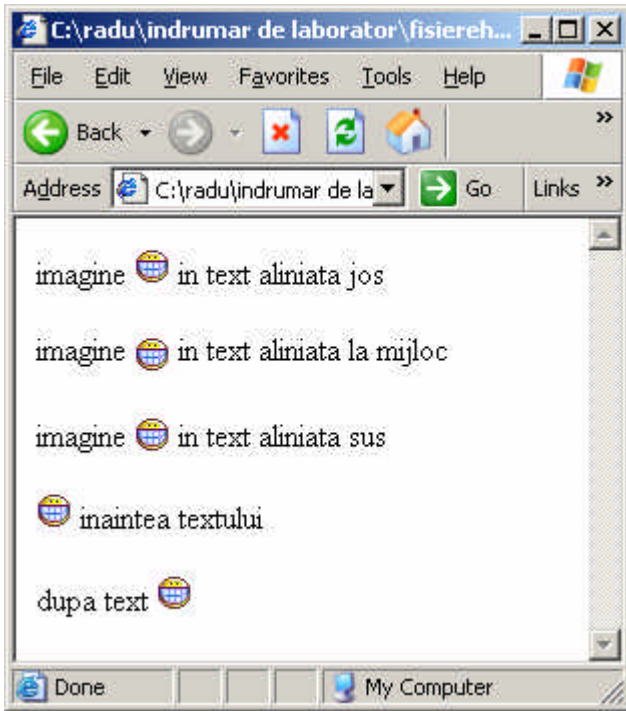 C:\radu\indrumar de laborator\fisiereh...
File Edit View Favorites Tools Help
Back
Address C:\radu\indrumar de la Go Links
imagine in text aliniata jos
imagine in text aliniata la mijloc
imagine in text aliniata sus
inaintea textului
dupa text
Done My Computer